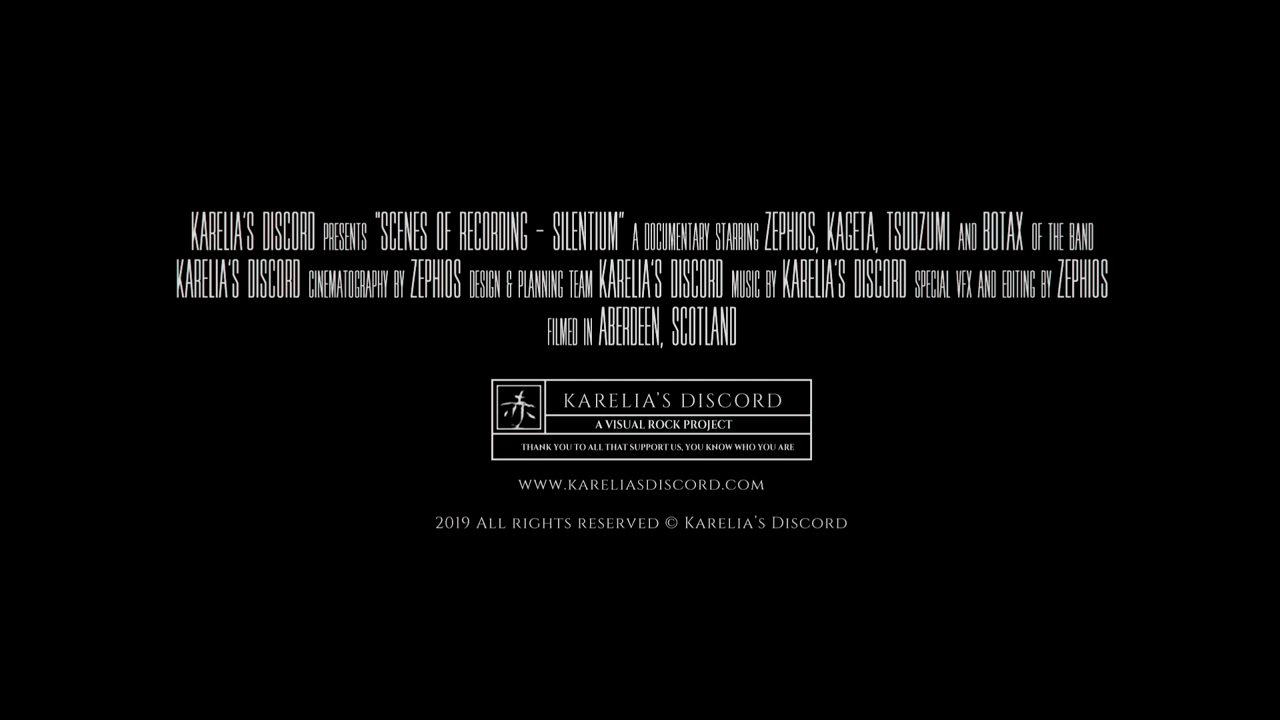 KARELIA'S DISCORD PRESENTS "SCENES OF RECORDING - SILENTIUM" A DOCUMENTARY STARRING ZEPHIOS, KAGETA, TSUDZUMI AND BOTAX OF THE BAND
KARELIA'S DISCORD CINEMATOGRAPHY BY ZEPHIOS DESIGN & PLANNING TEAM KARELIA'S DISCORD MUSIC BY KARELIA'S DISCORD SPECIAL VFX AND EDITING BY ZEPHIOS
FILMED IN ABERDEEN, SCOTLAND
赤
KARELIA'S DISCORD
A VISUAL ROCK PROJECT
THANK YOU TO ALL THAT SUPPORT US, YOU KNOW WHO YOU ARE
WWW.KARELIASDISCORD.COM
2019 ALL RIGHTS RESERVED © KARELIA'S DISCORD